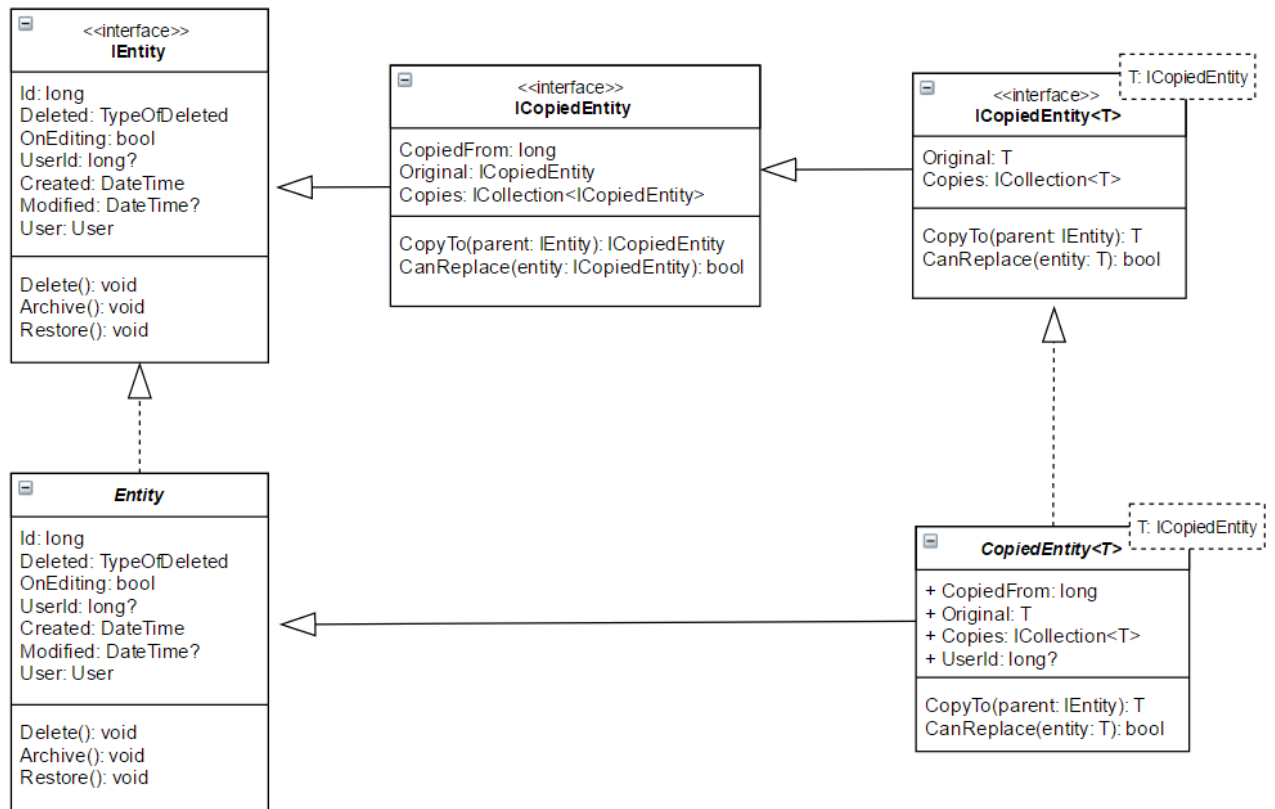 <<interface>>
IEntity
Id: long
Deleted: TypeOfDeleted
OnEditing: bool
UserId: long?
Created: DateTime
Modified: DateTime?
User: User
Delete(): void
Archive(): void
Restore(): void
<<interface>>
ICopiedEntity
CopiedFrom: long
Original: ICopiedEntity
Copies: ICollection<ICopiedEntity>
CopyTo(parent: IEntity): ICopiedEntity
CanReplace(entity: ICopiedEntity): bool
T: ICopiedEntity
<<interface>>
ICopiedEntity<T>
Original: T
Copies: ICollection<T>
CopyTo(parent: IEntity): T
CanReplace(entity: T): bool
Entity
Id: long
Deleted: TypeOfDeleted
OnEditing: bool
UserId: long?
Created: DateTime
Modified: DateTime?
User: User
Delete(): void
Archive(): void
Restore(): void
T: ICopiedEntity
CopiedEntity<T>
+ CopiedFrom: long
+ Original: T
+ Copies: ICollection<T>
+ UserId: long?
CopyTo(parent: IEntity): T
CanReplace(entity: T): bool